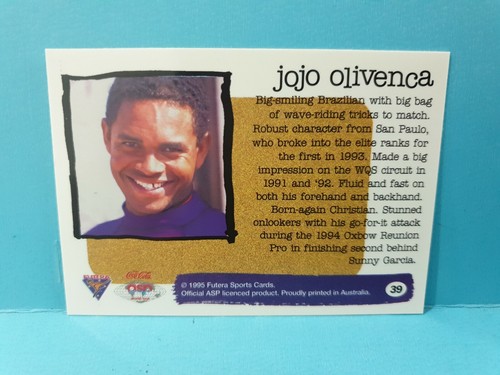 jojo olivenca
Big-smiling Brazilian with big bag
of wave-riding tricks to match.
Robust character from San Paulo,
who broke into the elite ranks for
the first in 1993. Made a big
impression on the WQS circuit in
1991 and '92. Fluid and fast on
both his forehand and backhand.
Born-again Christian. Stunned
onlookers with his go-for-it attack
during the 1994 Oxbow Reunion
Pro in finishing second behind
Sunny Garcia.
FUTERA
Coca-Cola
© 1995 Futera Sports Cards.
Official ASP licenced product. Proudly printed in Australia.
39